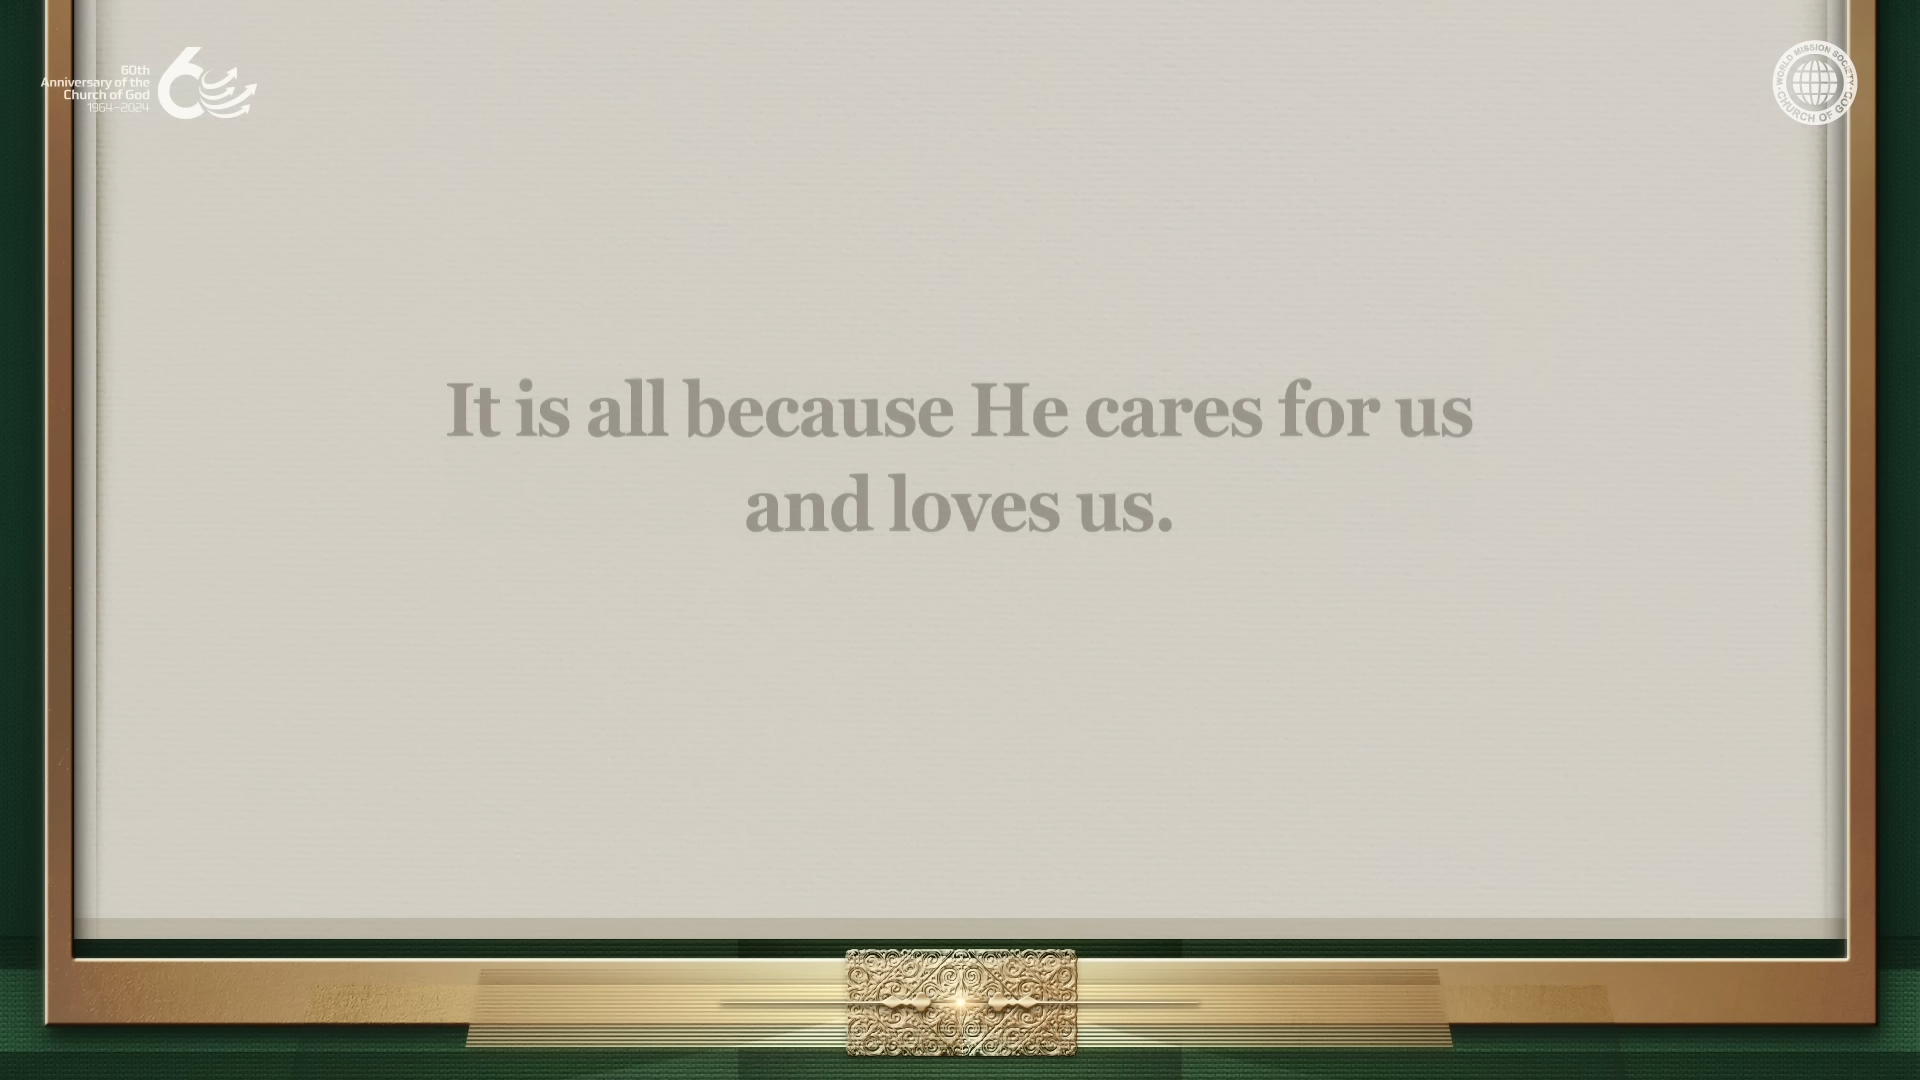 60th
Anniversary of the
Church of God
1964–2024
60
WORLD MISSION SOCIETY
CHURCH OF GOD
It is all because He cares for us
and loves us.